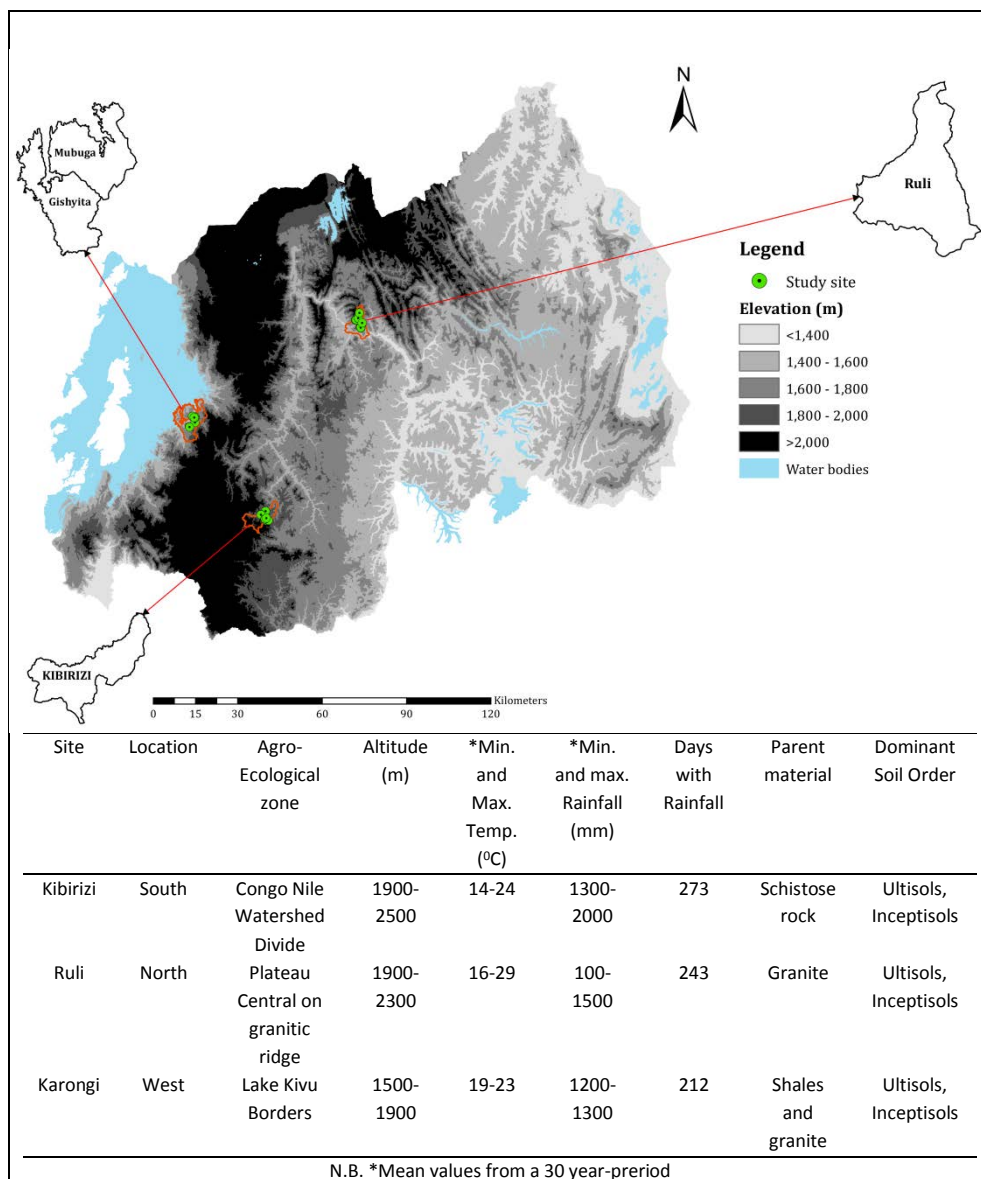 N
Mubuga
Gishyita
Ruli
Legend
Study site
Elevation (m)
<1,400
1,400 - 1,600
1,600 - 1,800
1,800 - 2,000
>2,000
Water bodies
KIBIRIZI
Kilometers
0 15 30 60 90 120
Site Location Agro- Altitude *Min. *Min. Days Parent Dominant
Ecological (m) and and max. with material Soil Order
zone Max. Rainfall Rainfall
Temp. (mm)
(⁰C)
Kibirizi South Congo Nile 1900- 14-24 1300- 273 Schistose Ultisols,
Watershed 2500 2000 rock Inceptisols
Divide
Ruli North Plateau 1900- 16-29 100- 243 Granite Ultisols,
Central on 2300 1500 Inceptisols
granitic
ridge
Karongi West Lake Kivu 1500- 19-23 1200- 212 Shales Ultisols,
Borders 1900 1300 and Inceptisols
granite
N.B. *Mean values from a 30 year-preriod